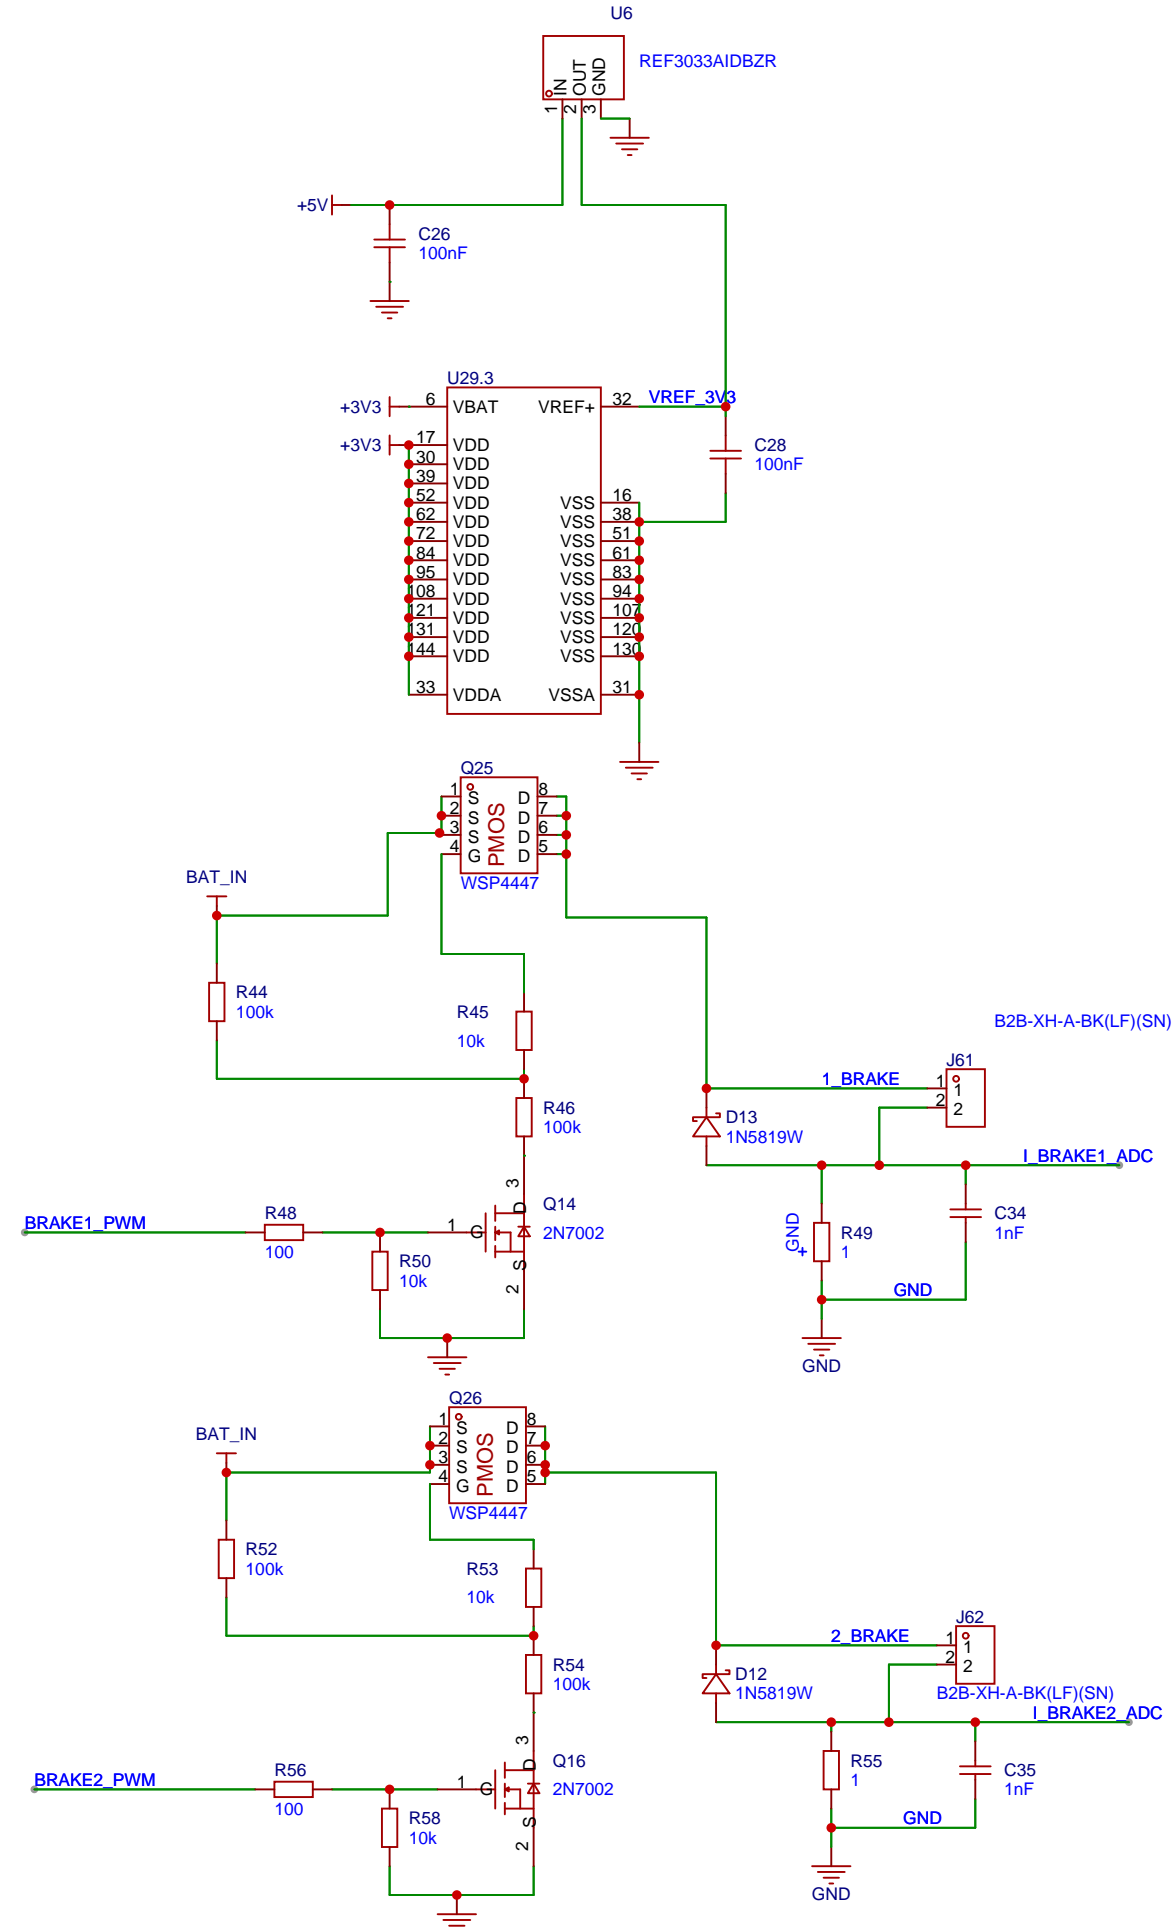 U6
REF3033AIDBZR
IN
OUT
GND
1
2
3
+5V
C26
100nF
U29.3
+3V3
6
VBAT
VREF+
32
VREF_3V3
+3V3
17
VDD
30
VDD
39
VDD
52
VDD
62
VDD
72
VDD
84
VDD
95
VDD
108
VDD
121
VDD
131
VDD
144
VDD
33
VDDA
VSS
16
VSS
38
VSS
51
VSS
61
VSS
83
VSS
94
VSS
107
VSS
120
VSS
130
VSSA
31
C28
100nF
Q25
1
S
2
S
3
S
4
G
PMOS
D
8
D
7
D
6
D
5
WSP4447
BAT_IN
R44
100k
R45
10k
R46
100k
B2B-XH-A-BK(LF)(SN)
J61
1_BRAKE
1
1
2
2
D13
1N5819W
I_BRAKE1_ADC
3
D
Q14
2N7002
G
1
S
2
BRAKE1_PWM
R48
100
R50
10k
GND
+
R49
1
C34
1nF
GND
GND
Q26
1
S
2
S
3
S
4
G
PMOS
D
8
D
7
D
6
D
5
WSP4447
BAT_IN
R52
100k
R53
10k
R54
100k
J62
2_BRAKE
1
1
2
2
D12
1N5819W
B2B-XH-A-BK(LF)(SN)
I_BRAKE2_ADC
3
D
Q16
2N7002
G
1
S
2
BRAKE2_PWM
R56
100
R58
10k
R55
1
C35
1nF
GND
GND